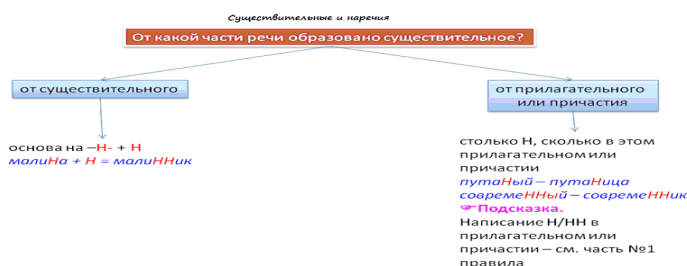 Существительные и наречия
От какой части речи образовано существительное?
от существительного
основа на –Н- + Н
малиНа + Н = малиННик
от прилагательного
или причастия
столько Н, сколько в этом
прилагательном или
причастии
путаНый – путаНица
совремеННый – совремеННик
☞Подсказка.
Написание Н/НН в
прилагательном или
причастии – см. часть №1
правила